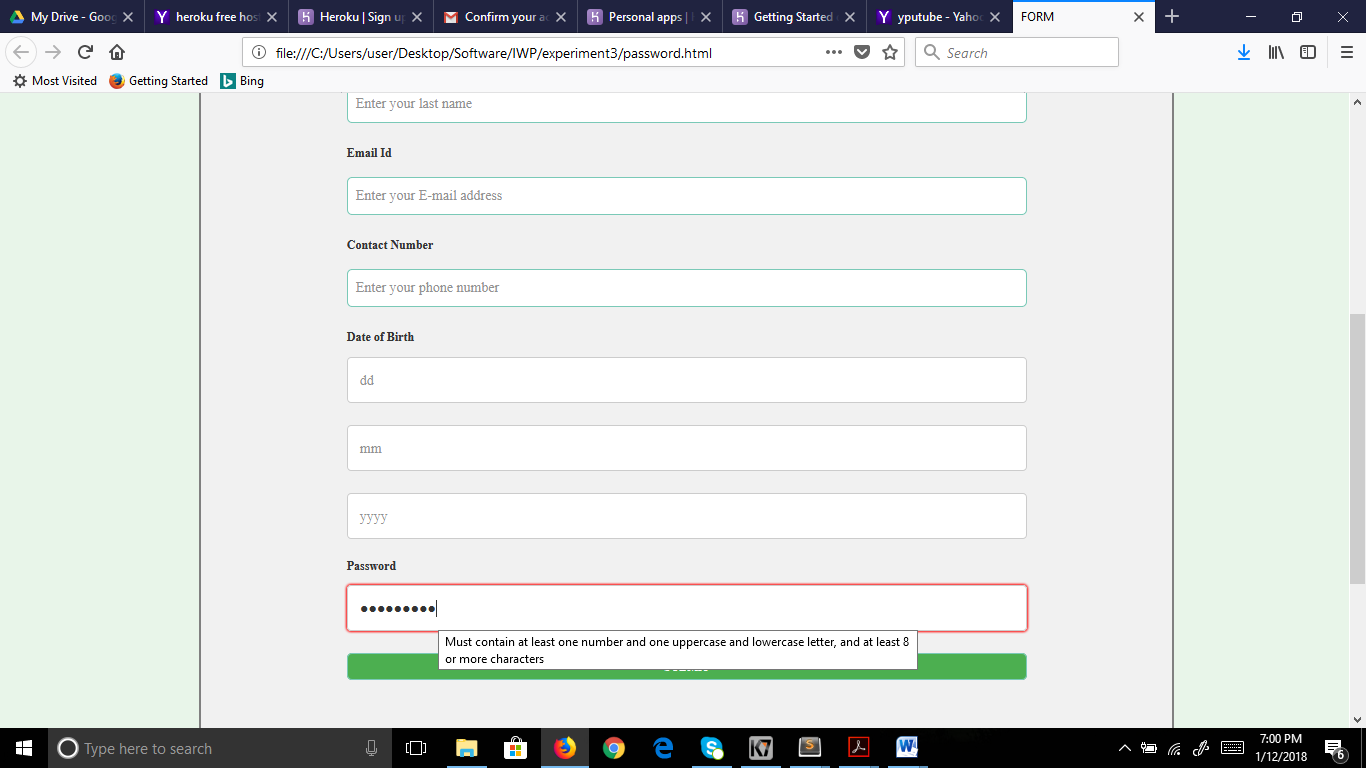 My Drive - Goog
heroku free hos
Heroku | Sign u
Confirm your a
Personal apps |
Getting Started
yputube - Yaho
FORM
file:///C:/Users/user/Desktop/Software/IWP/experiment3/password.html
Search
Most Visited
Getting Started
Bing
Enter your last name
Email Id
Enter your E-mail address
Contact Number
Enter your phone number
Date of Birth
dd
mm
yyyy
Password
●●●●●●●●●
Must contain at least one number and one uppercase and lowercase letter, and at least 8
or more characters
Type here to search
7:00 PM
1/12/2018
6